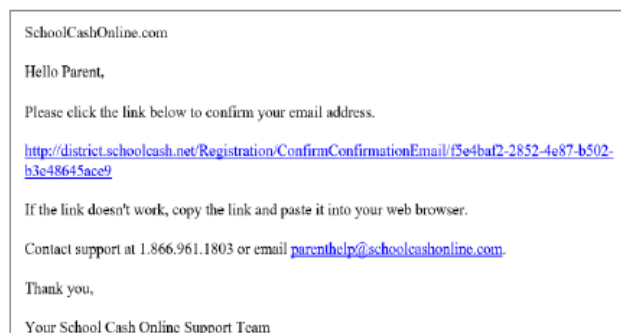 SchoolCashOnline.com
Hello Parent,
Please click the link below to confirm your email address.
http://district.schoolcash.net/Registration/ConfirmConfirmationEmail/f5e4baf2-2852-4e87-b502-
b3e48645ace9
If the link doesn't work, copy the link and paste it into your web browser.
Contact support at 1.866.961.1803 or email parenthelp@schoolcashonline.com.
Thank you,
Your School Cash Online Support Team